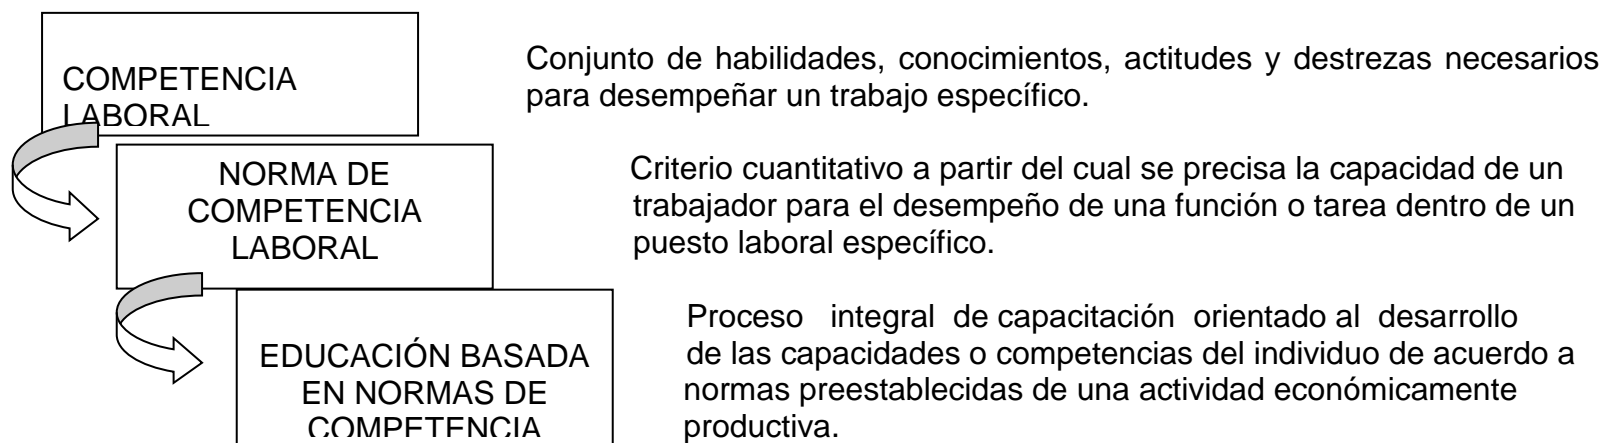 COMPETENCIA
LABORAL
Conjunto de habilidades, conocimientos, actitudes y destrezas necesarios
para desempeñar un trabajo específico.
NORMA DE
COMPETENCIA
LABORAL
Criterio cuantitativo a partir del cual se precisa la capacidad de un
trabajador para el desempeño de una función o tarea dentro de un
puesto laboral específico.
EDUCACIÓN BASADA
EN NORMAS DE
COMPETENCIA
Proceso integral de capacitación orientado al desarrollo
de las capacidades o competencias del individuo de acuerdo a
normas preestablecidas de una actividad económicamente
productiva.